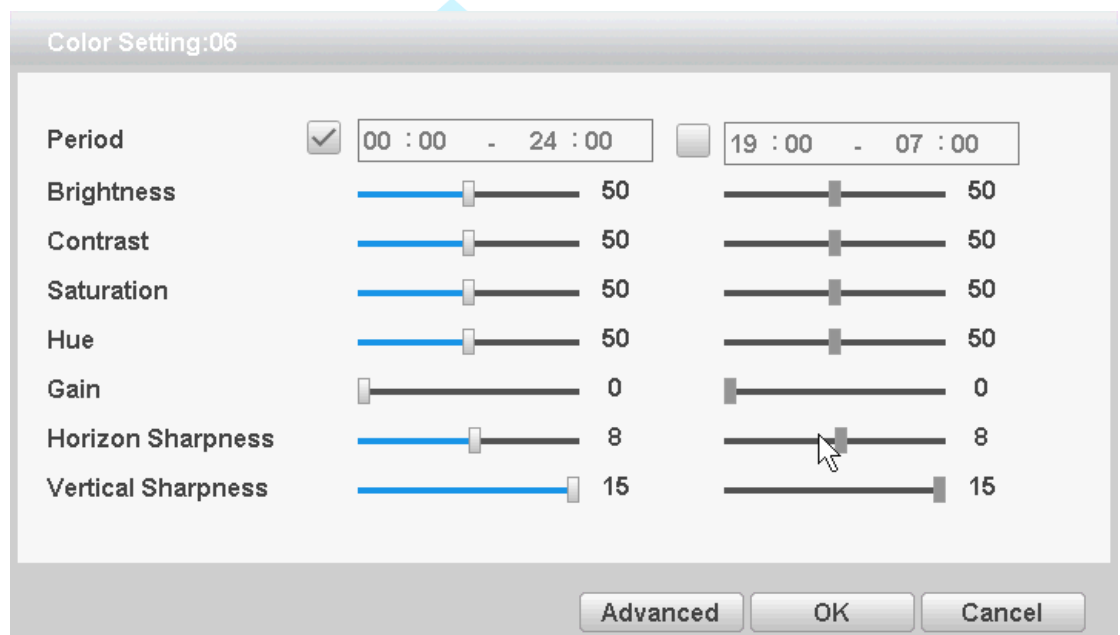 Color Setting:06
Period 00 : 00 - 24 : 00 19 : 00 - 07 : 00
Brightness 50 50
Contrast 50 50
Saturation 50 50
Hue 50 50
Gain 0 0
Horizon Sharpness 8 8
Vertical Sharpness 15 15
Advanced OK Cancel